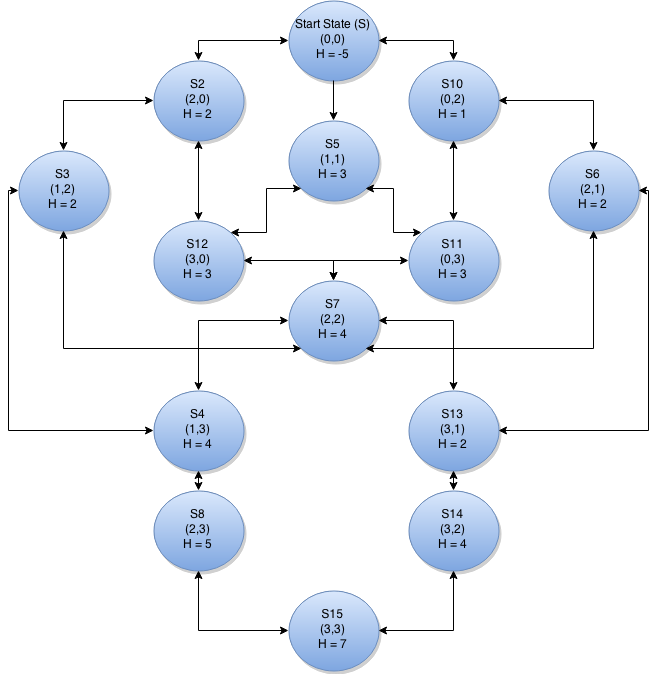 Start State (S)
(0,0)
H = -5
S2
(2,0)
H = 2
S10
(0,2)
H = 1
S5
(1,1)
H = 3
S3
(1,2)
H = 2
S6
(2,1)
H = 2
S12
(3,0)
H = 3
S11
(0,3)
H = 3
S7
(2,2)
H = 4
S4
(1,3)
H = 4
S13
(3,1)
H = 2
S8
(2,3)
H = 5
S14
(3,2)
H = 4
S15
(3,3)
H = 7